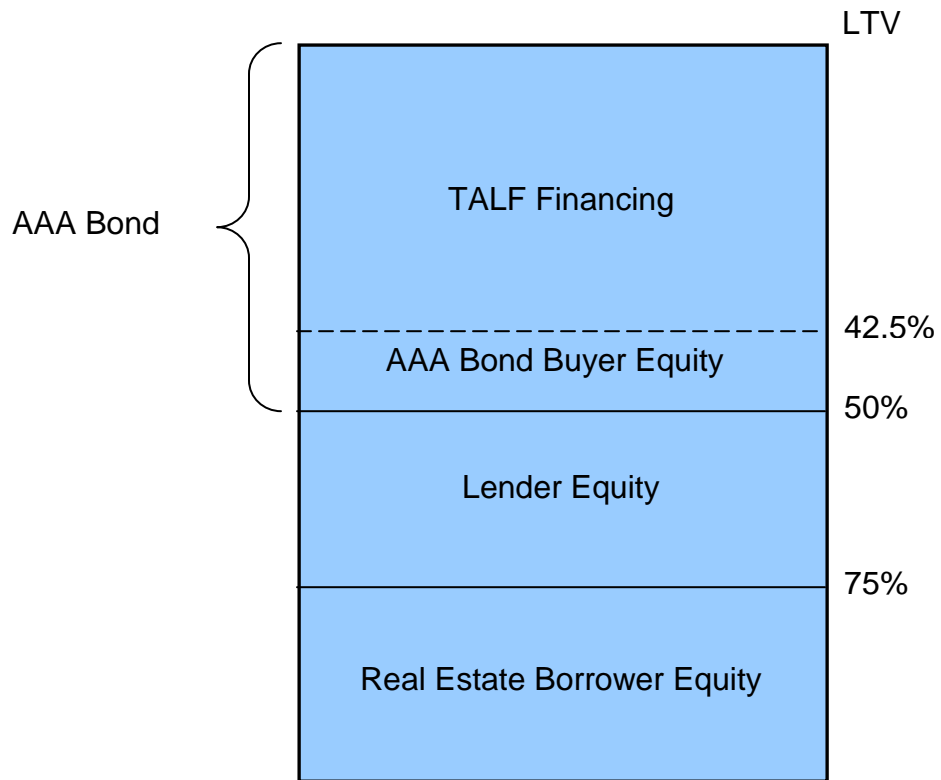 LTV
TALF Financing
AAA Bond
42.5%
AAA Bond Buyer Equity
50%
Lender Equity
75%
Real Estate Borrower Equity